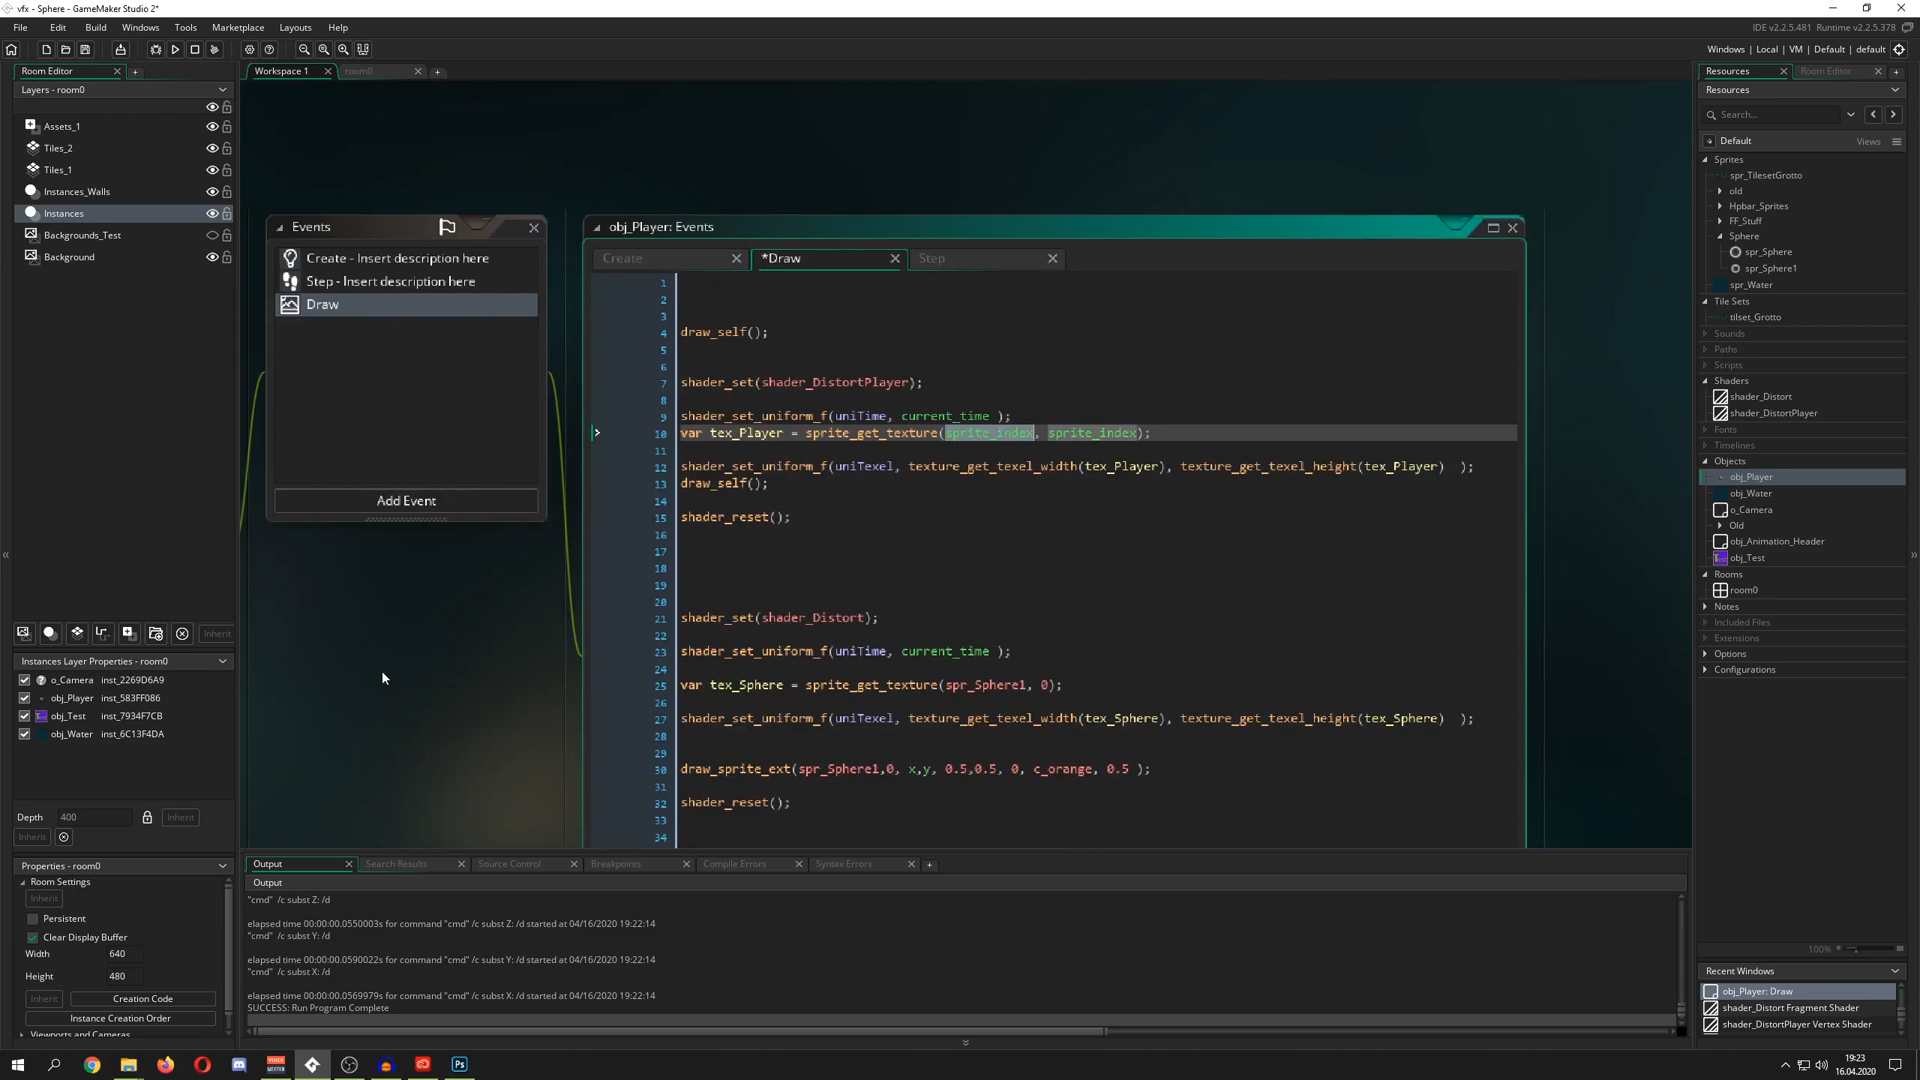 vfx - Sphere - GameMaker Studio 2*
File Edit Build Windows Tools Marketplace Layouts Help
IDE v2.2.5.481 Runtime v2.2.5.378
Windows | Local | VM | Default | default
Room Editor
Layers - room0
Assets_1
Tiles_2
Tiles_1
Instances_Walls
Instances
Backgrounds_Test
Background
Inherit
Instances Layer Properties - room0
o_Camera inst_2269D6A9
obj_Player inst_583FF086
obj_Test inst_7934F7CB
obj_Water inst_6C13F4DA
Depth 400 Inherit
Inherit
Properties - room0
Room Settings
Inherit
Persistent
Clear Display Buffer
Width 640
Height 480
Inherit Creation Code
Instance Creation Order
Viewports and Cameras
Workspace 1 room0
Events
Create - Insert description here
Step - Insert description here
Draw
Add Event
obj_Player: Events
Create *Draw Step
1
2
3
4 draw_self();
5
6
7 shader_set(shader_DistortPlayer);
8
9 shader_set_uniform_f(uniTime, current_time );
10 var tex_Player = sprite_get_texture(sprite_index, sprite_index);
11
12 shader_set_uniform_f(uniTexel, texture_get_texel_width(tex_Player), texture_get_texel_height(tex_Player) );
13 draw_self();
14
15 shader_reset();
16
17
18
19
20
21 shader_set(shader_Distort);
22
23 shader_set_uniform_f(uniTime, current_time );
24
25 var tex_Sphere = sprite_get_texture(spr_Sphere1, 0);
26
27 shader_set_uniform_f(uniTexel, texture_get_texel_width(tex_Sphere), texture_get_texel_height(tex_Sphere) );
28
29
30 draw_sprite_ext(spr_Sphere1,0, x,y, 0.5,0.5, 0, c_orange, 0.5 );
31
32 shader_reset();
33
34
Output Search Results Source Control Breakpoints Compile Errors Syntax Errors
Output
"cmd" /c subst Z: /d
elapsed time 00:00:00.0550003s for command "cmd" /c subst Z: /d started at 04/16/2020 19:22:14
"cmd" /c subst Y: /d
elapsed time 00:00:00.0590022s for command "cmd" /c subst Y: /d started at 04/16/2020 19:22:14
"cmd" /c subst X: /d
elapsed time 00:00:00.0569979s for command "cmd" /c subst X: /d started at 04/16/2020 19:22:14
SUCCESS: Run Program Complete
Resources Room Editor
Resources
Search...
Default Views
Sprites
spr_TilesetGrotto
old
Hpbar_Sprites
FF_Stuff
Sphere
spr_Sphere
spr_Sphere1
spr_Water
Tile Sets
tilset_Grotto
Sounds
Paths
Scripts
Shaders
shader_Distort
shader_DistortPlayer
Fonts
Timelines
Objects
obj_Player
obj_Water
o_Camera
Old
obj_Animation_Header
obj_Test
Rooms
room0
Notes
Included Files
Extensions
Options
Configurations
100%
Recent Windows
obj_Player: Draw
shader_Distort Fragment Shader
shader_DistortPlayer Vertex Shader
Ps
19:23
16.04.2020